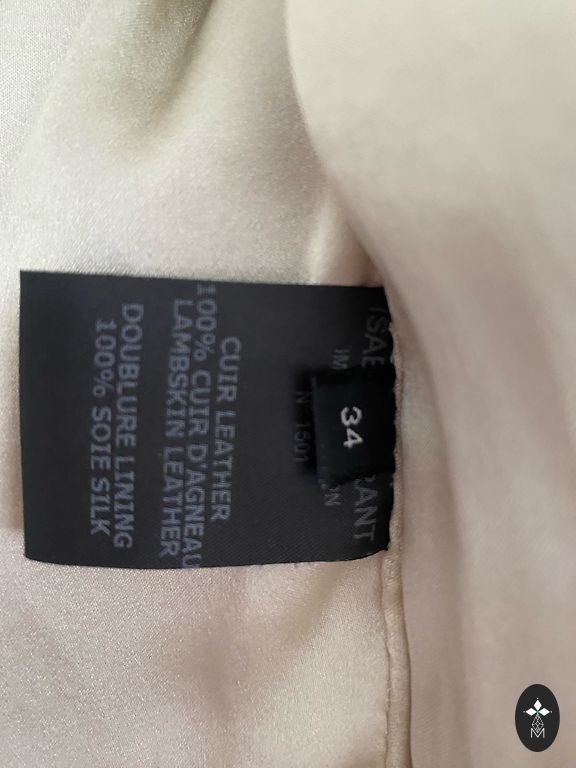 34
CUIR LEATHER
100% CUIR D'AGNEAU
LAMBSKIN LEATHER
DOUBLURE LINING
100% SOIE SILK
M